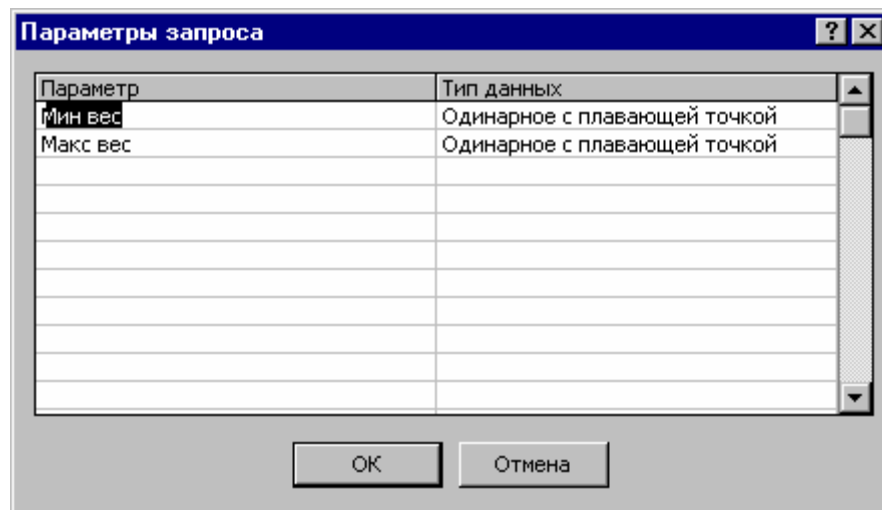 Параметры запроса
Параметр Тип данных
Мин вес Одинарное с плавающей точкой
Макс вес Одинарное с плавающей точкой
ОК Отмена